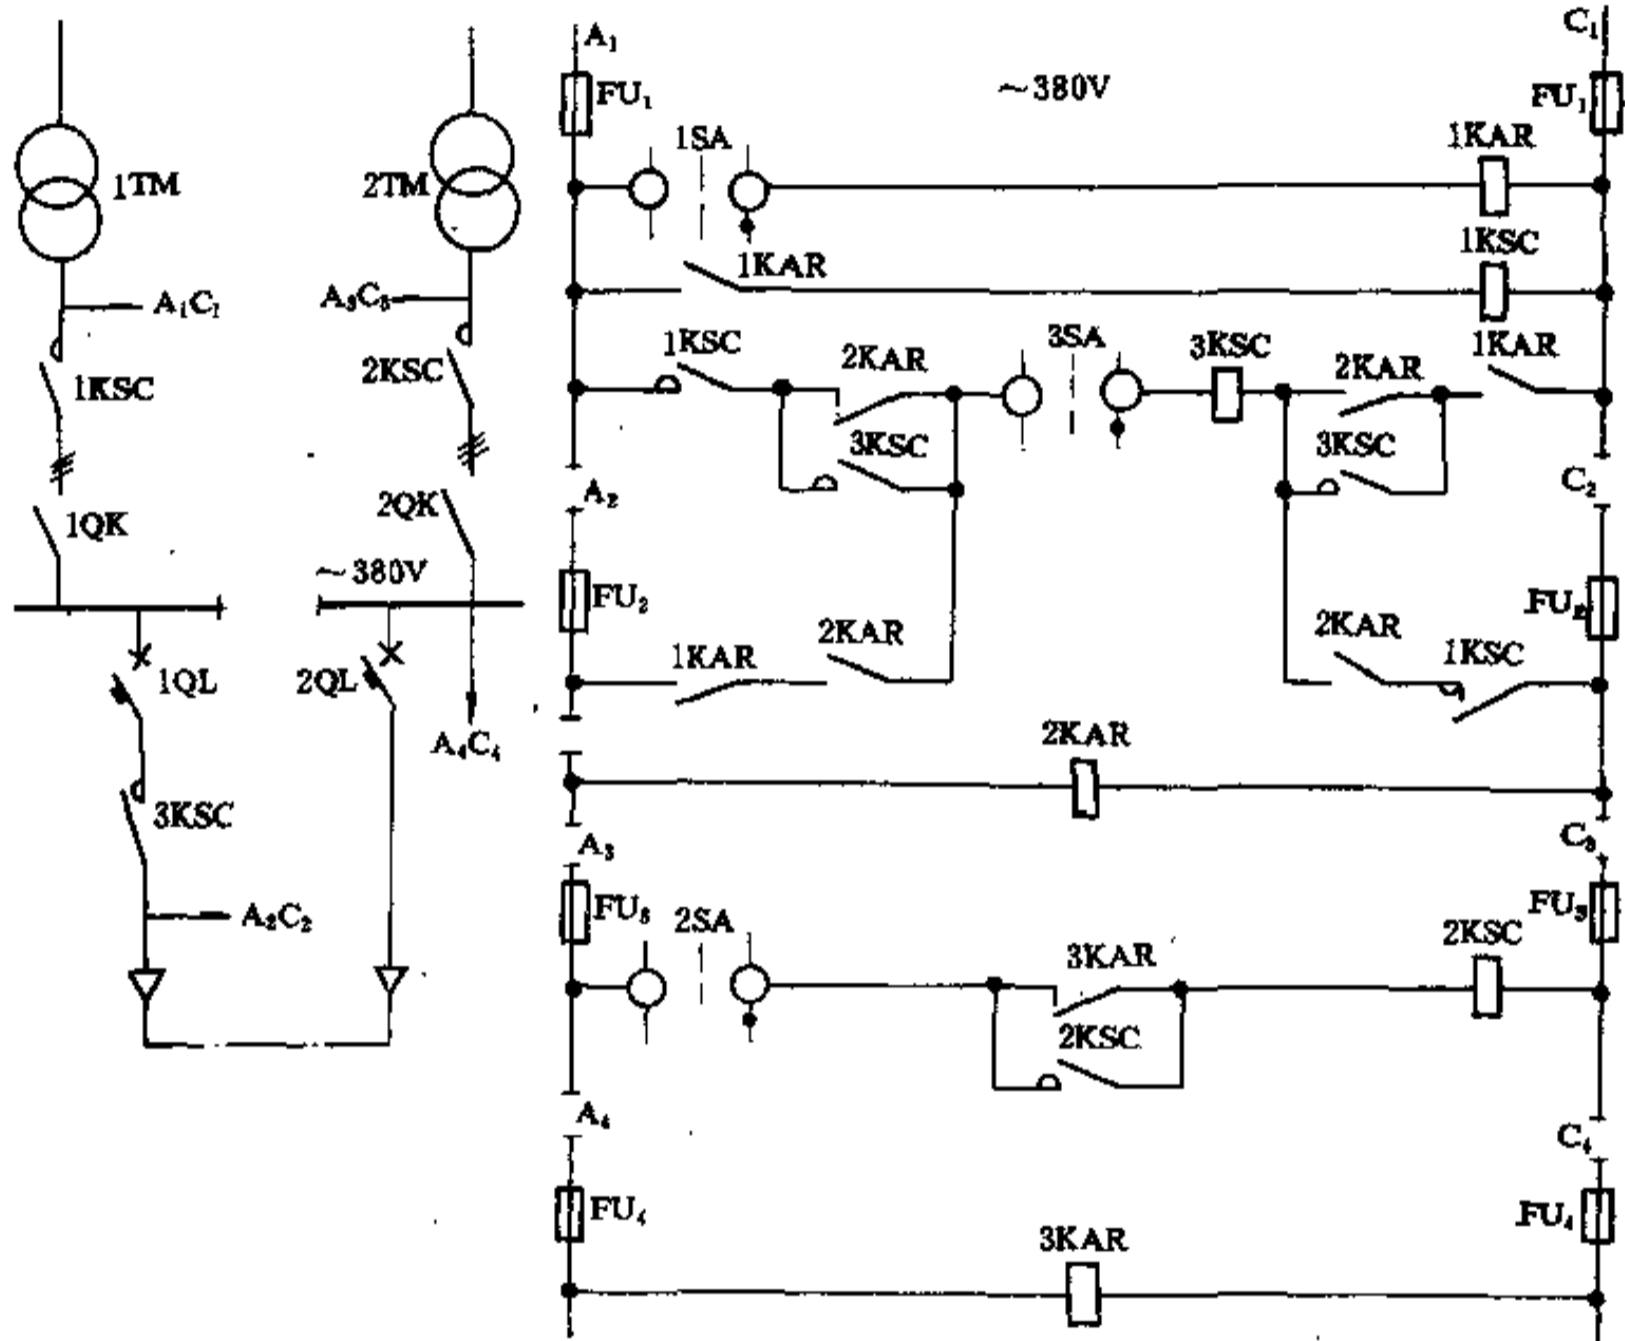 A₁
C₁
FU₁
~380V
FU₁
1SA
1KAR
1TM
2TM
1KSC
1KAR
A₁C₁
A₃C₃
1KSC
2KAR
3SA
3KSC
2KAR
1KAR
1KSC
2KSC
3KSC
3KSC
A₂
C₂
1QK
2QK
~380V
FU₂
FU₂
2KAR
2KAR
1KAR
1KSC
1QL
2QL
A₄C₄
2KAR
3KSC
A₃
C₃
A₂C₂
FU₃
FU₃
2SA
2KSC
3KAR
2KSC
A₄
C₄
FU₄
FU₄
3KAR